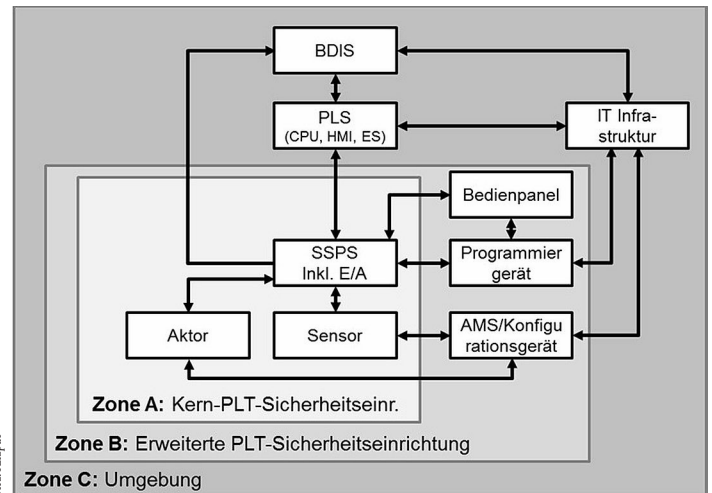 BDIS
PLS
(CPU, HMI, ES)
IT Infra-
struktur
Bedienpanel
SSPS
Inkl. E/A
Programmier
gerät
Aktor
Sensor
AMS/Konfigu
rationsgerät
Zone A: Kern-PLT-Sicherheitseinr.
Zone B: Erweiterte PLT-Sicherheitseinrichtung
Zone C: Umgebung